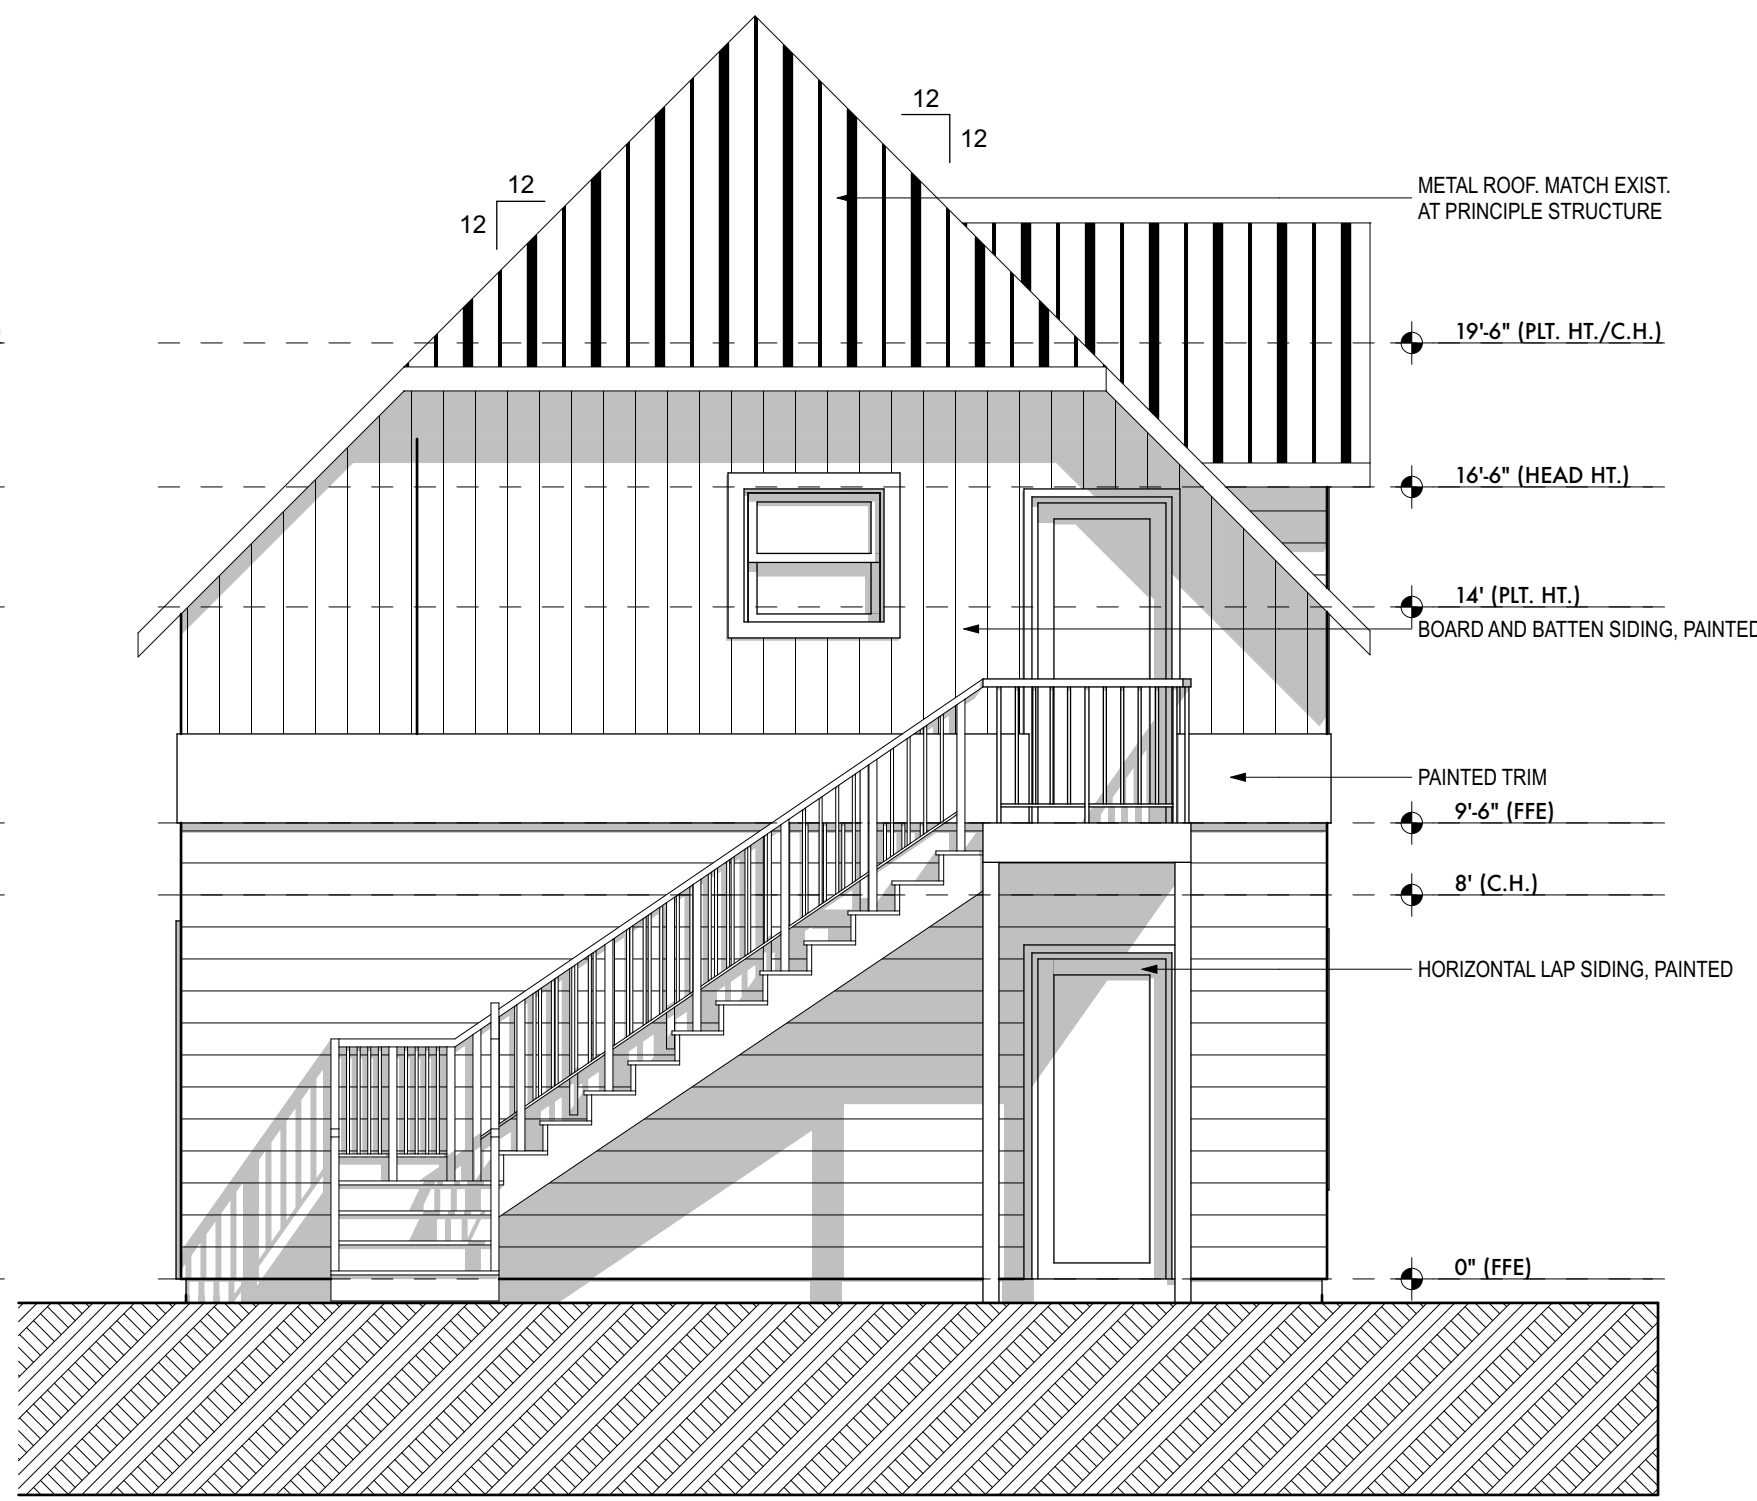 12
12
12
12
METAL ROOF. MATCH EXIST.
AT PRINCIPLE STRUCTURE
19'-6" (PLT. HT./C.H.)
16'-6" (HEAD HT.)
14' (PLT. HT.)
BOARD AND BATTEN SIDING, PAINTED
PAINTED TRIM
9'-6" (FFE)
8' (C.H.)
HORIZONTAL LAP SIDING, PAINTED
0" (FFE)